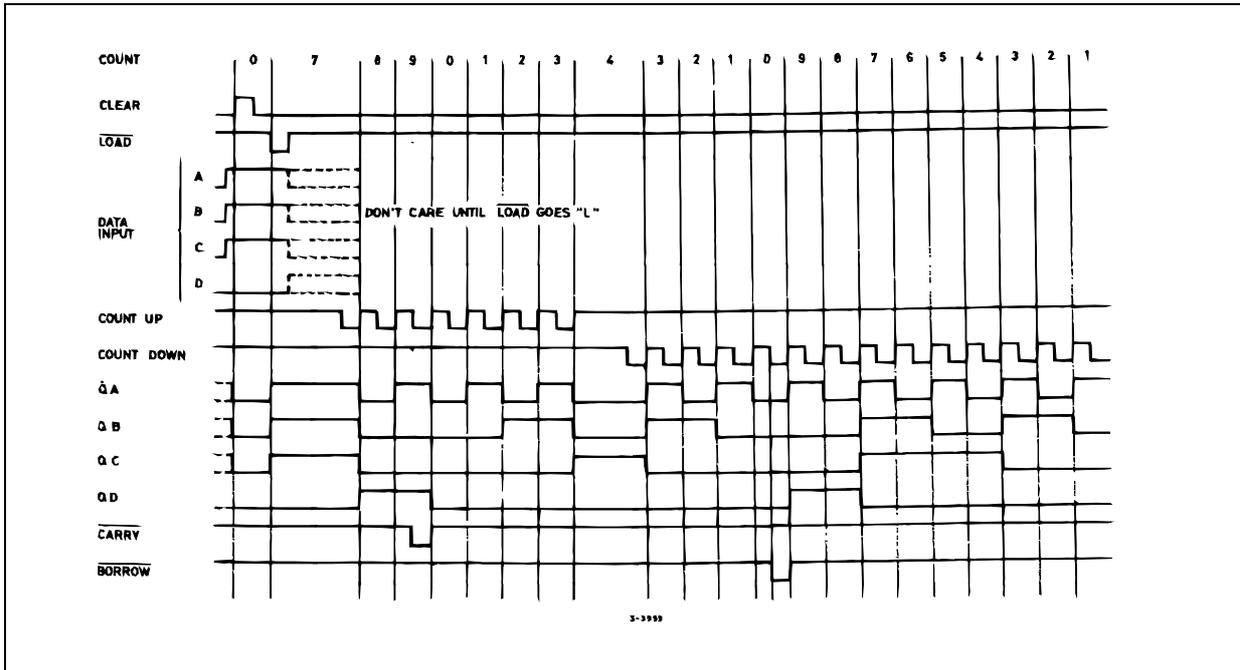 COUNT 0 7 8 9 0 1 2 3 4 3 2 1 0 9 8 7 6 5 4 3 2 1
CLEAR
LOAD
A
B DON'T CARE UNTIL LOAD GOES "L"
DATA
INPUT
C
D
COUNT UP
COUNT DOWN
QA
QB
QC
QD
CARRY
BORROW
S-3959